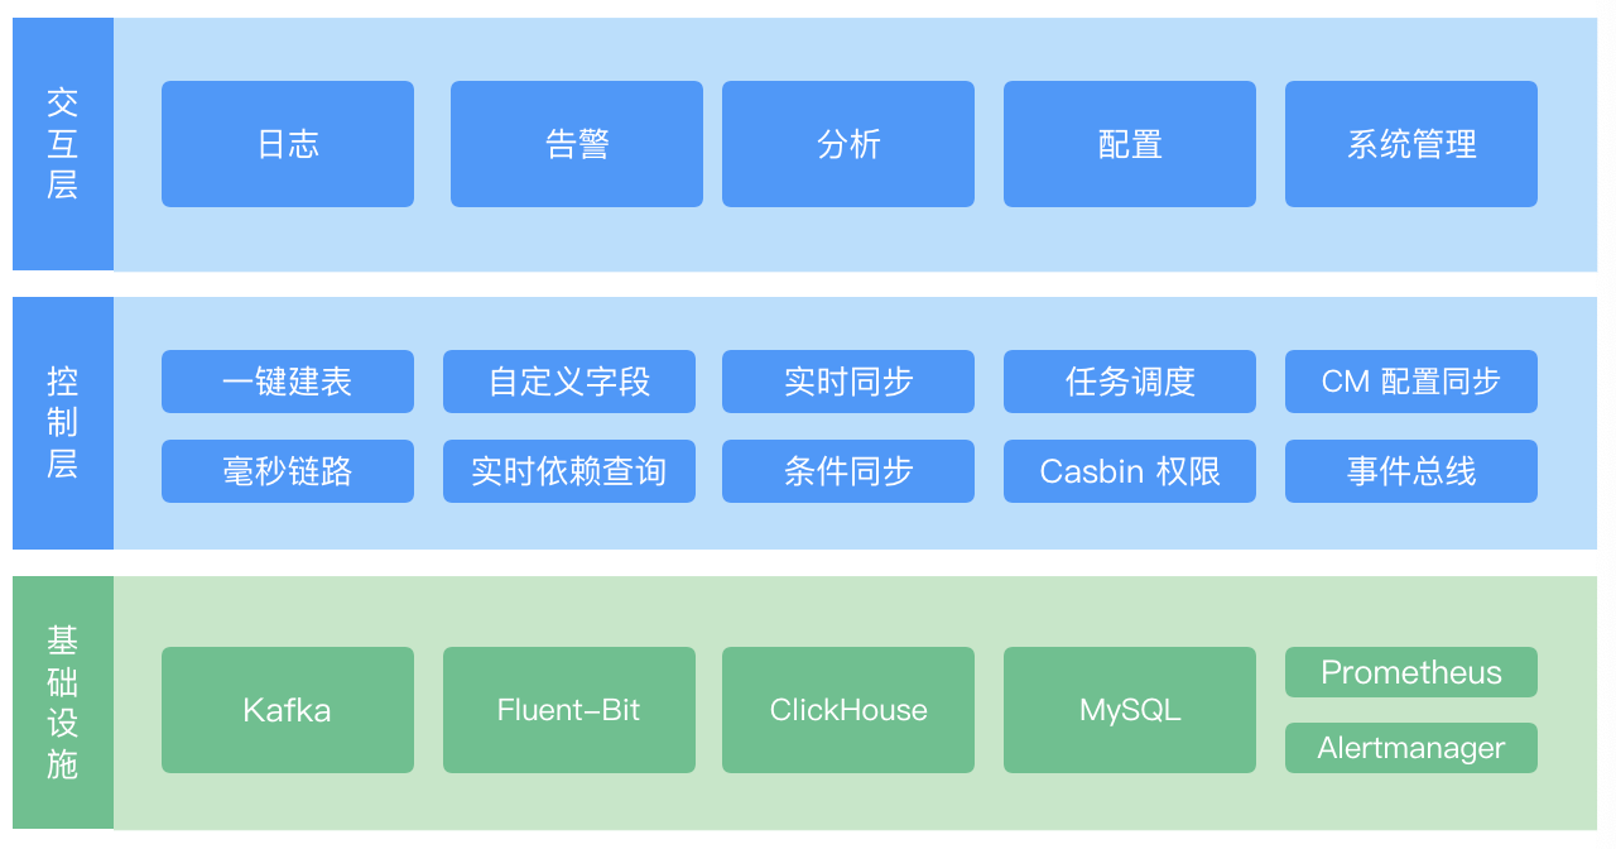 交互层
日志
告警
分析
配置
系统管理
控制层
一键建表
自定义字段
实时同步
任务调度
CM 配置同步
毫秒链路
实时依赖查询
条件同步
Casbin 权限
事件总线
基础设施
Kafka
Fluent-Bit
ClickHouse
MySQL
Prometheus
Alertmanager